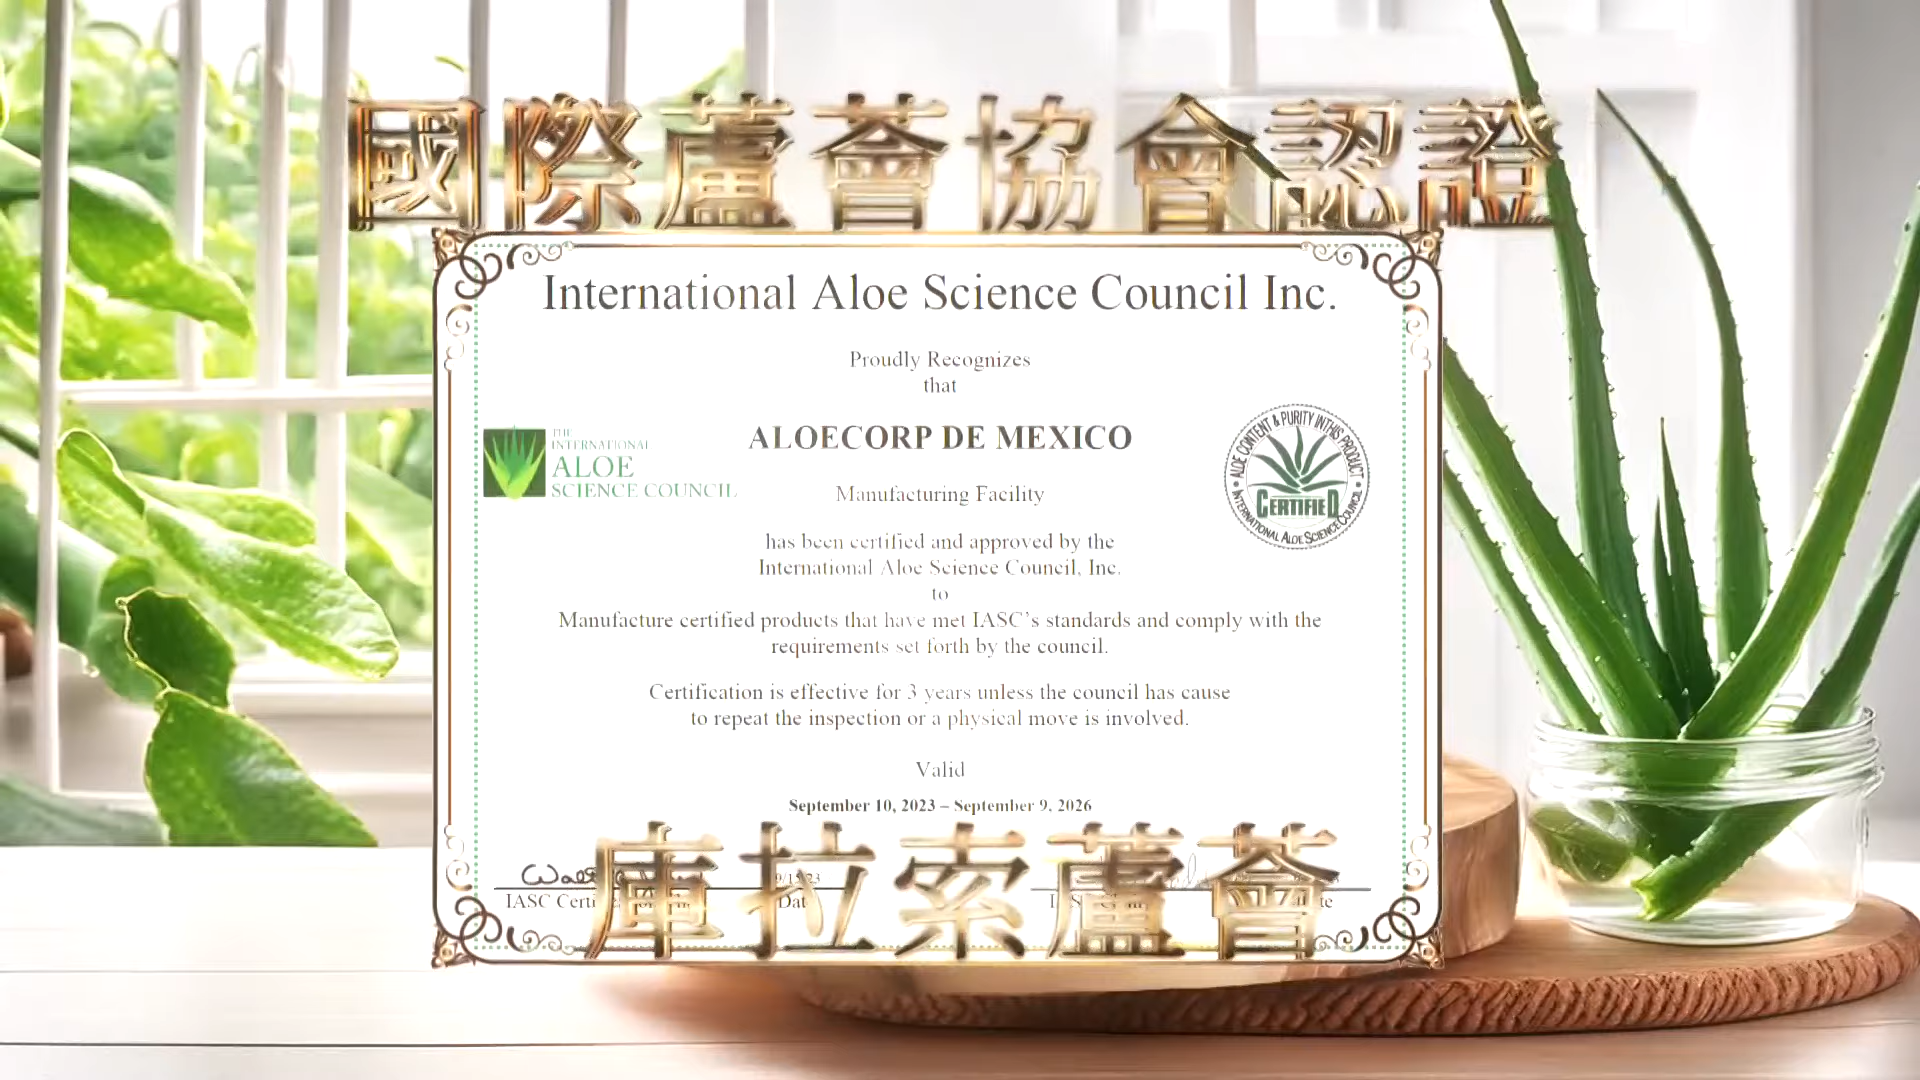 國際蘆薈協會認證
International Aloe Science Council Inc.
Proudly Recognizes
that
ALOECORP DE MEXICO
THE
INTERNATIONAL
ALOE
SCIENCE COUNCIL
ALOE CONTENT & PURITY IN THIS PRODUCT
CERTIFIED
INTERNATIONAL ALOE SCIENCE COUNCIL
Manufacturing Facility
has been certified and approved by the
International Aloe Science Council, Inc.
to
Manufacture certified products that have met IASC's standards and comply with the
requirements set forth by the council.
Certification is effective for 3 years unless the council has cause
to repeat the inspection or a physical move is involved.
Valid
September 10, 2023 – September 9, 2026
庫拉索蘆薈
IASC